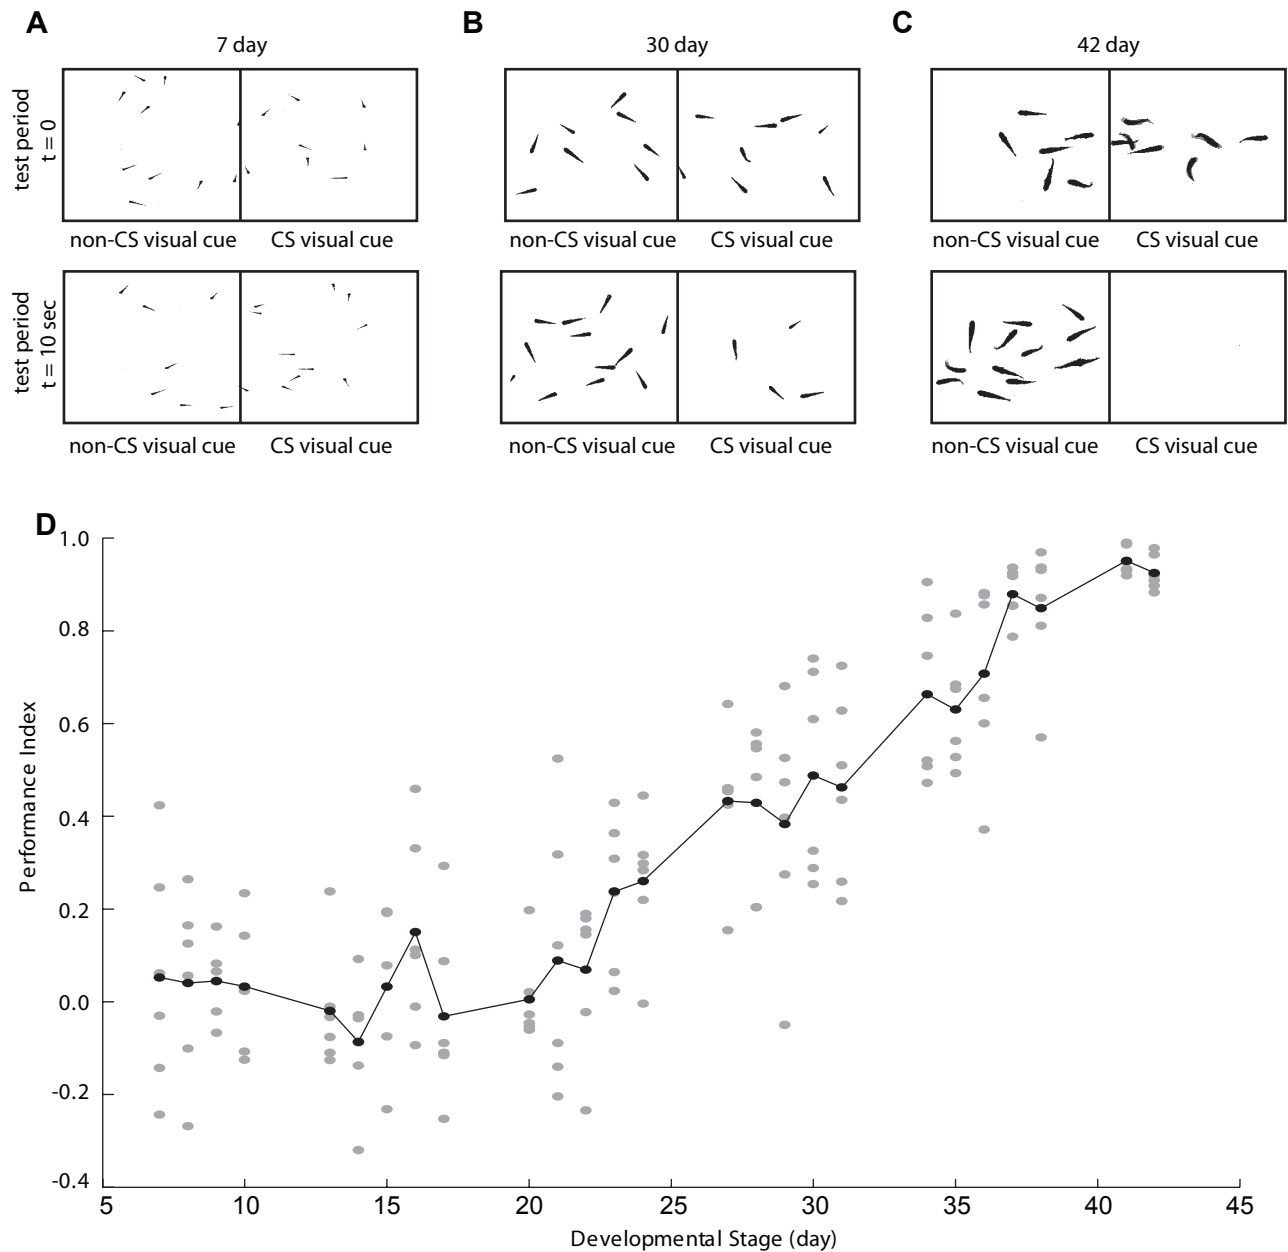 A
B
C
7 day
30 day
42 day
test period
t = 0
non-CS visual cue
CS visual cue
non-CS visual cue
CS visual cue
non-CS visual cue
CS visual cue
test period
t = 10 sec
non-CS visual cue
CS visual cue
non-CS visual cue
CS visual cue
non-CS visual cue
CS visual cue
D
1.0
0.8
0.6
0.4
0.2
0.0
-0.2
-0.4
Performance Index
5
10
15
20
25
30
35
40
45
Developmental Stage (day)